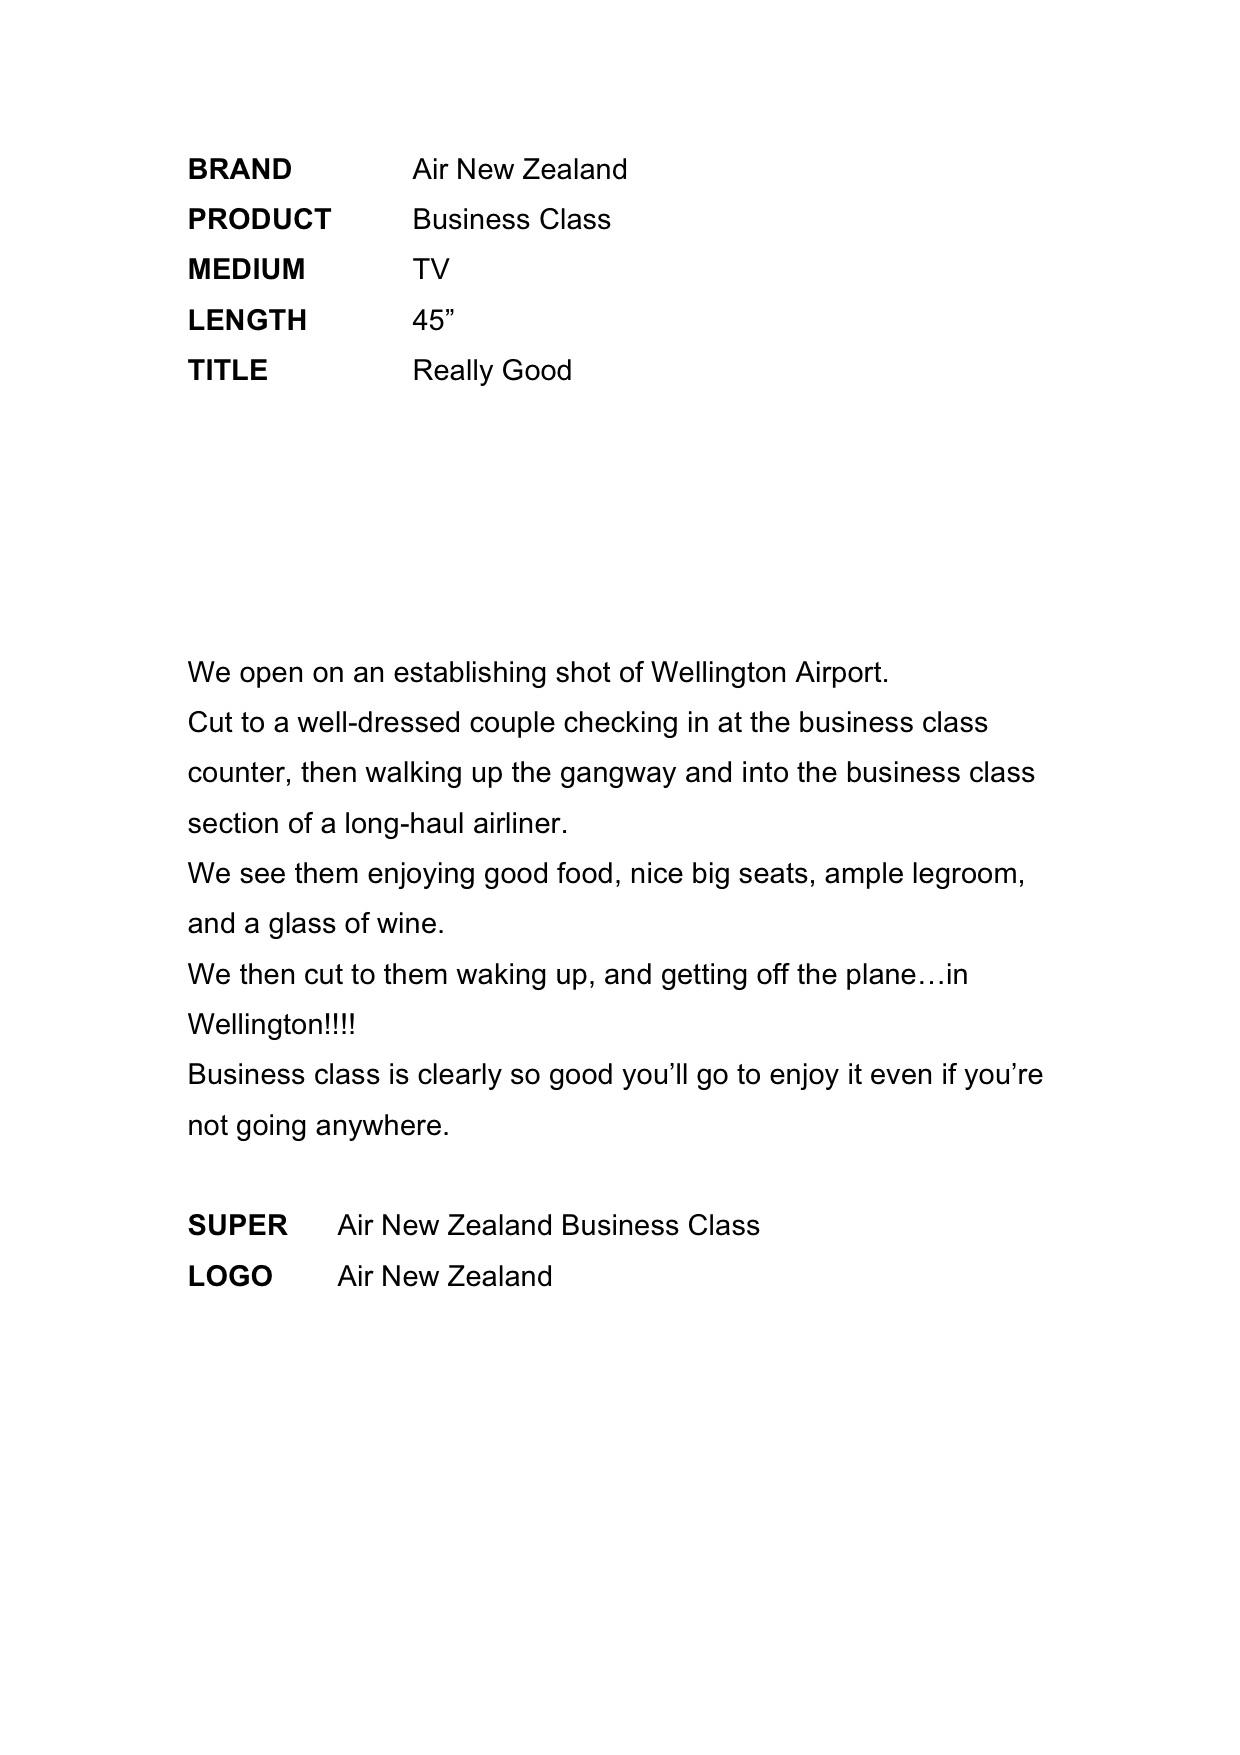 BRAND Air New Zealand
PRODUCT Business Class
MEDIUM TV
LENGTH 45”
TITLE Really Good
We open on an establishing shot of Wellington Airport.
Cut to a well-dressed couple checking in at the business class
counter, then walking up the gangway and into the business class
section of a long-haul airliner.
We see them enjoying good food, nice big seats, ample legroom,
and a glass of wine.
We then cut to them waking up, and getting off the plane…in
Wellington!!!!
Business class is clearly so good you’ll go to enjoy it even if you’re
not going anywhere.
SUPER Air New Zealand Business Class
LOGO Air New Zealand